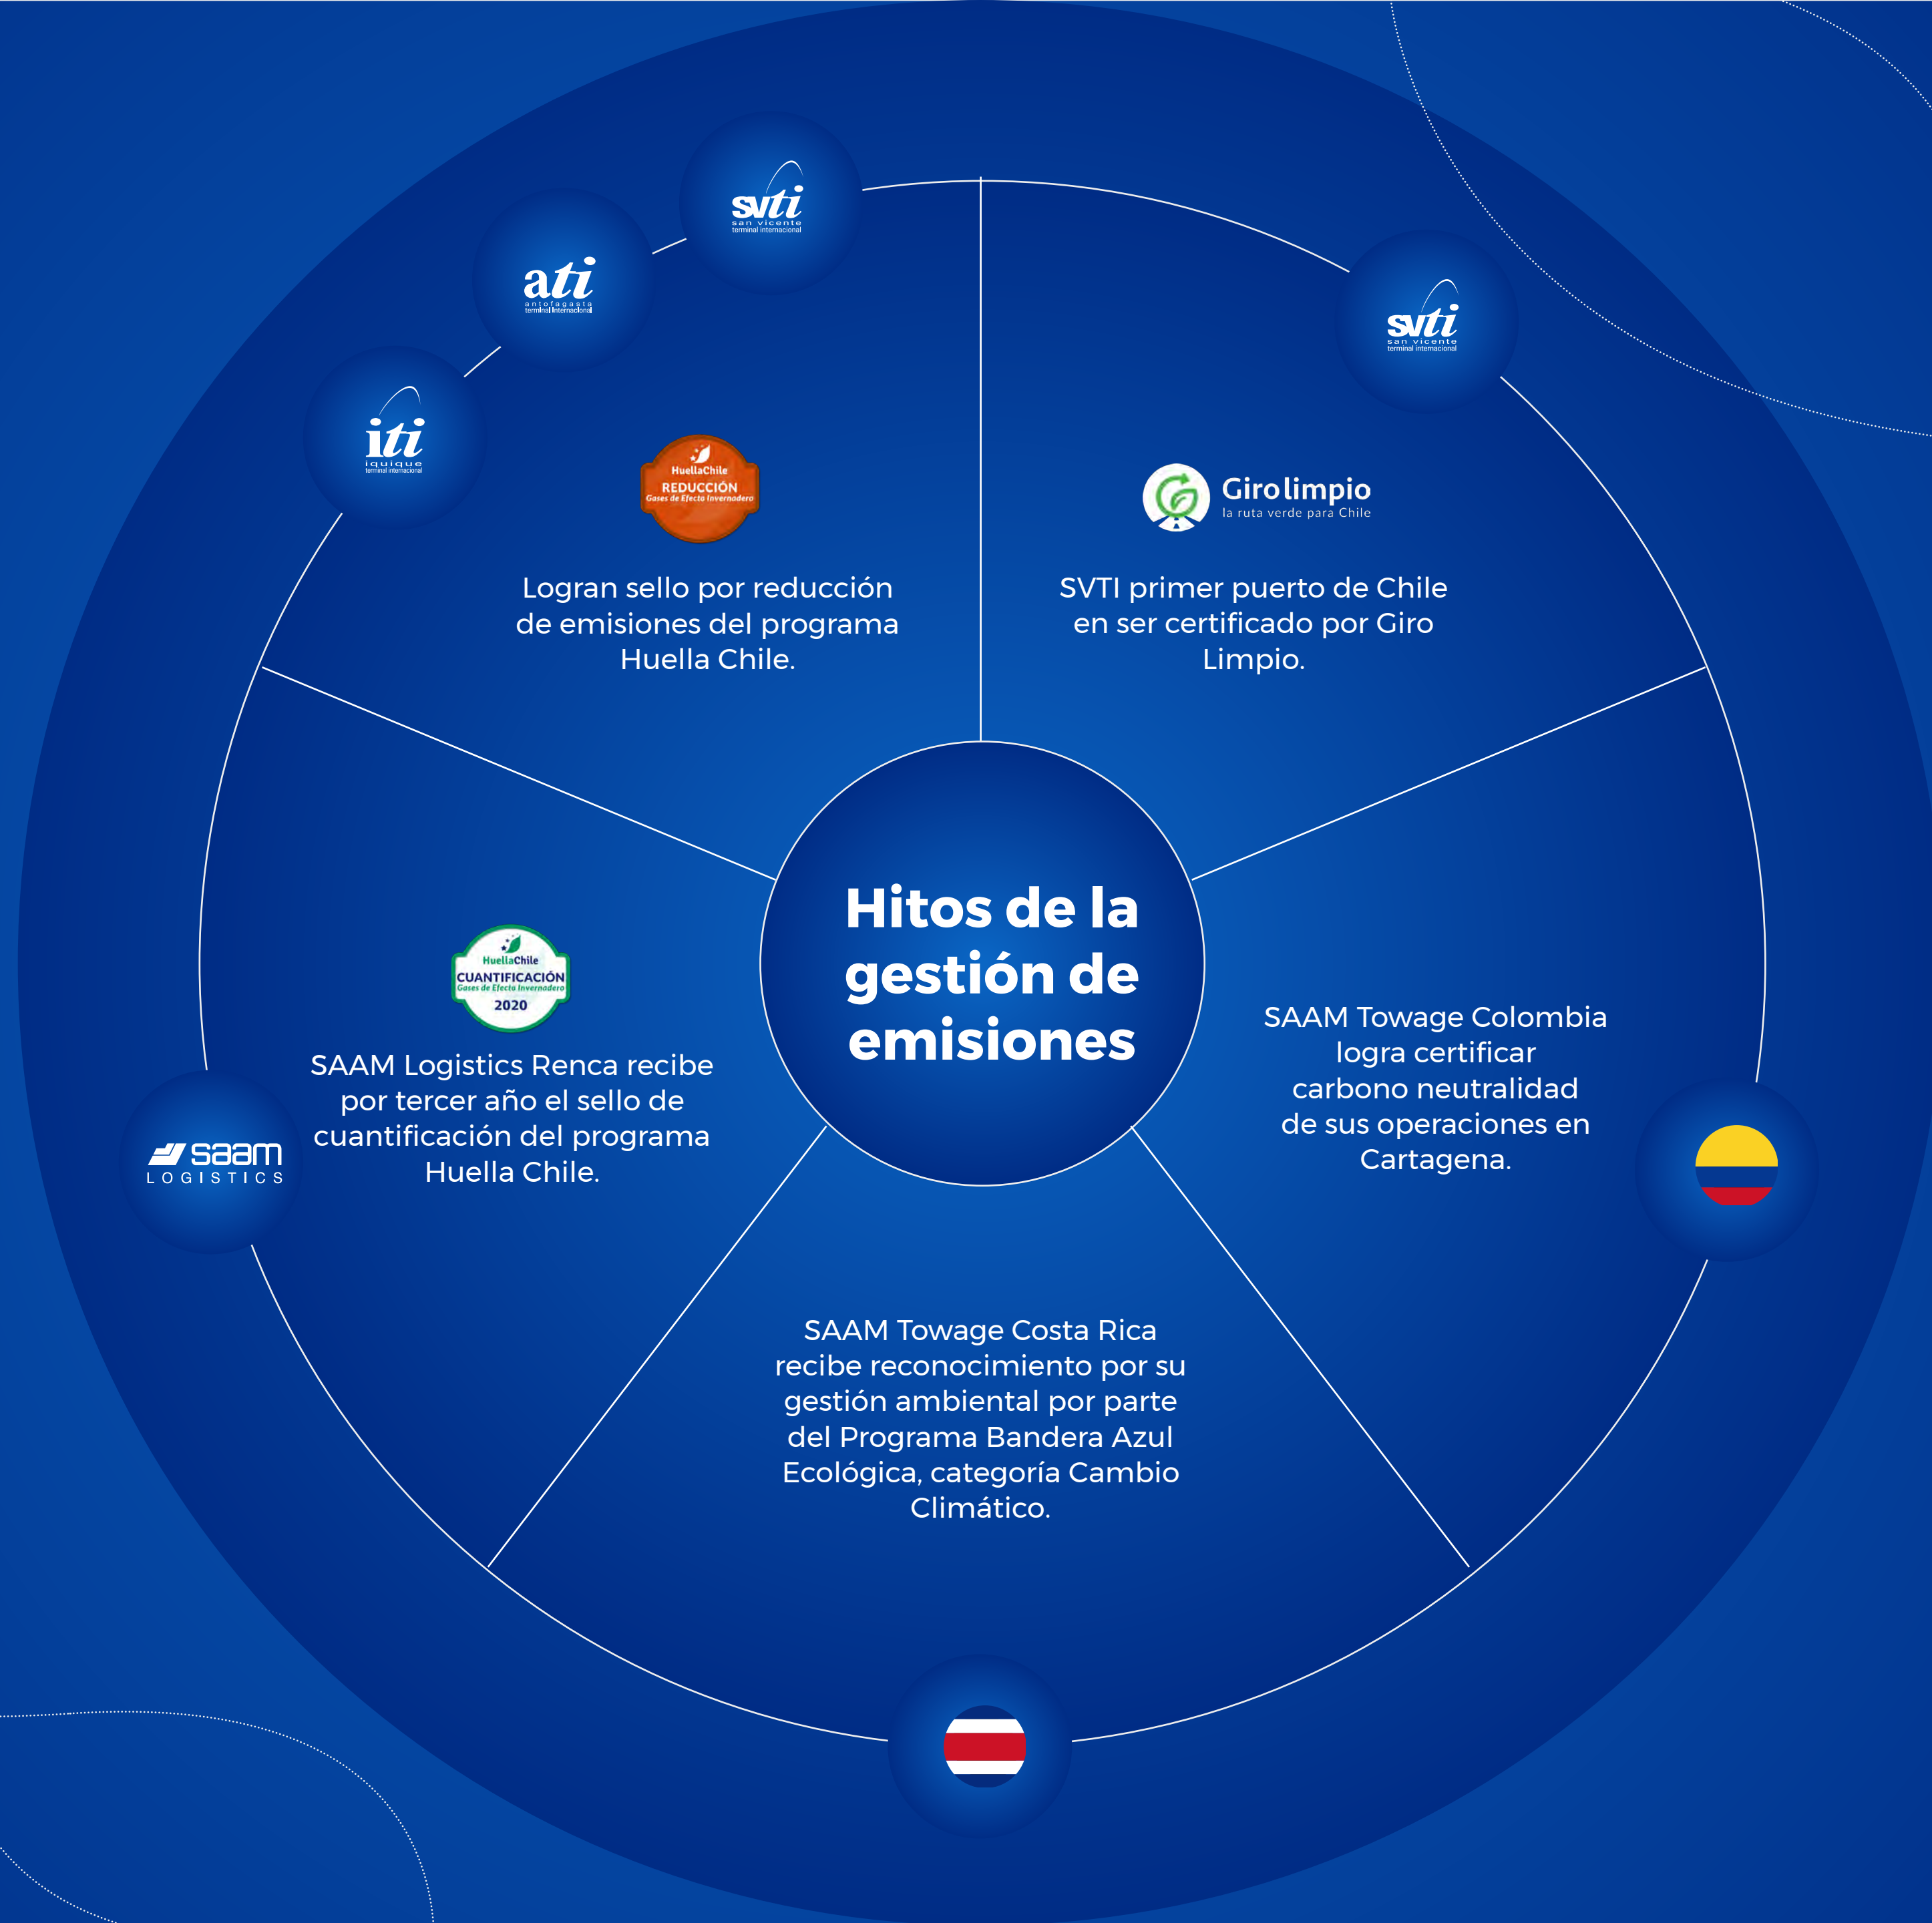 svti
san vicente
terminal internacional
ati
antofagasta
terminal internacional
iti
iquique
terminal internacional
svti
san vicente
terminal internacional
HuellaChile
REDUCCIÓN
Gases de Efecto Invernadero
Logran sello por reducción
de emisiones del programa
Huella Chile.
Giro limpio
la ruta verde para Chile
SVTI primer puerto de Chile
en ser certificado por Giro
Limpio.
Hitos de la
gestión de
emisiones
HuellaChile
CUANTIFICACIÓN
Gases de Efecto Invernadero
2020
SAAM Logistics Renca recibe
por tercer año el sello de
cuantificación del programa
Huella Chile.
saam
LOGISTICS
SAAM Towage Colombia
logra certificar
carbono neutralidad
de sus operaciones en
Cartagena.
SAAM Towage Costa Rica
recibe reconocimiento por su
gestión ambiental por parte
del Programa Bandera Azul
Ecológica, categoría Cambio
Climático.